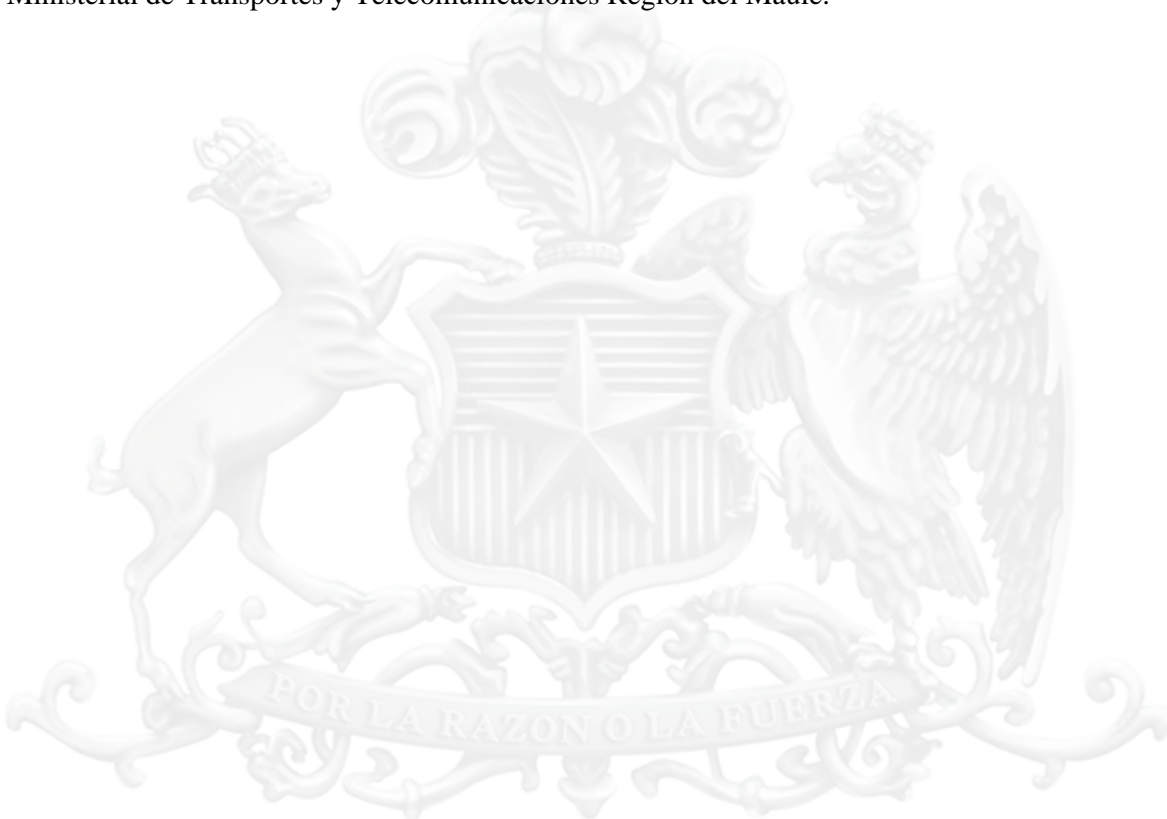 Ministerial de Transportes y Telecomunicaciones Región del Maule.
POR LA RAZON O LA FUERZA